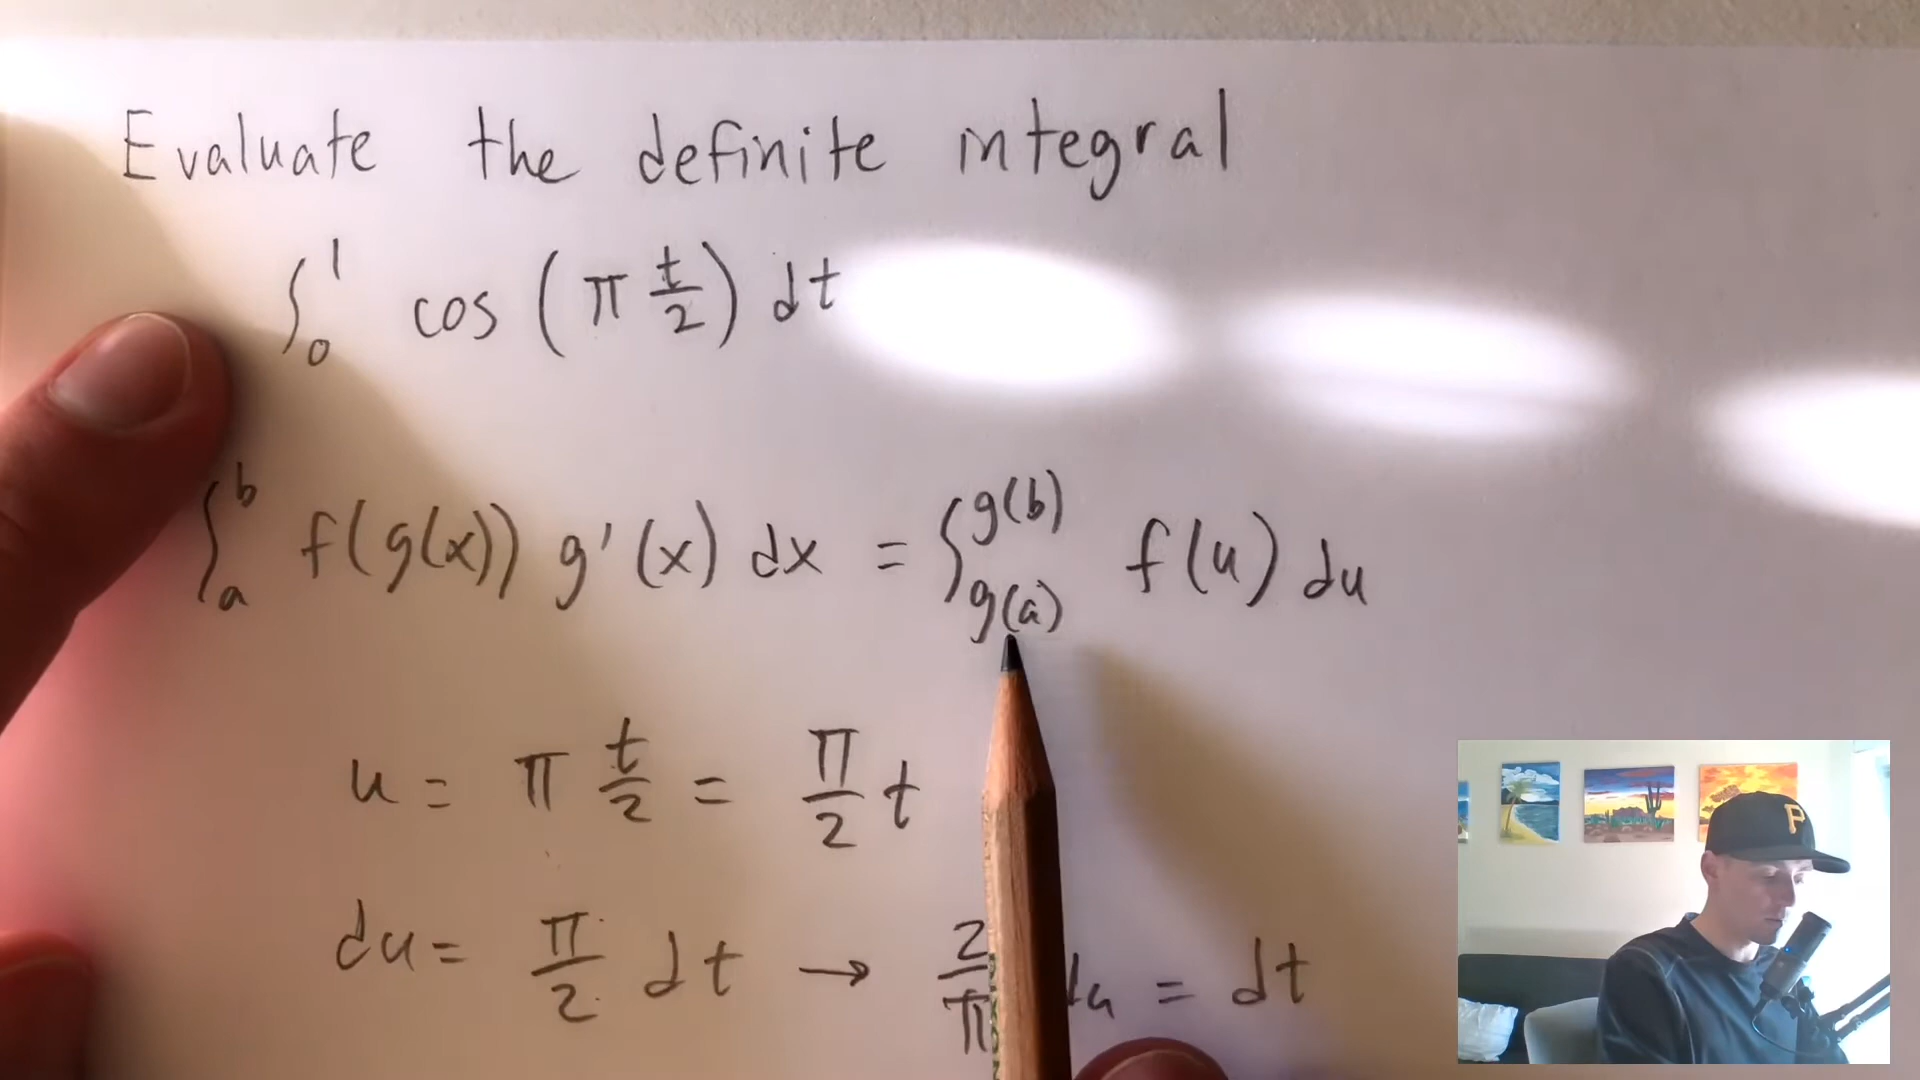 Evaluate the definite integral
∫₀¹ cos (π t/2) dt
∫ₐᵇ f(g(x)) g'(x) dx = ∫_{g(a)}^{g(b)} f(u) du
u = π t/2 = π/2 t
du = π/2 dt → 2/π du = dt
P